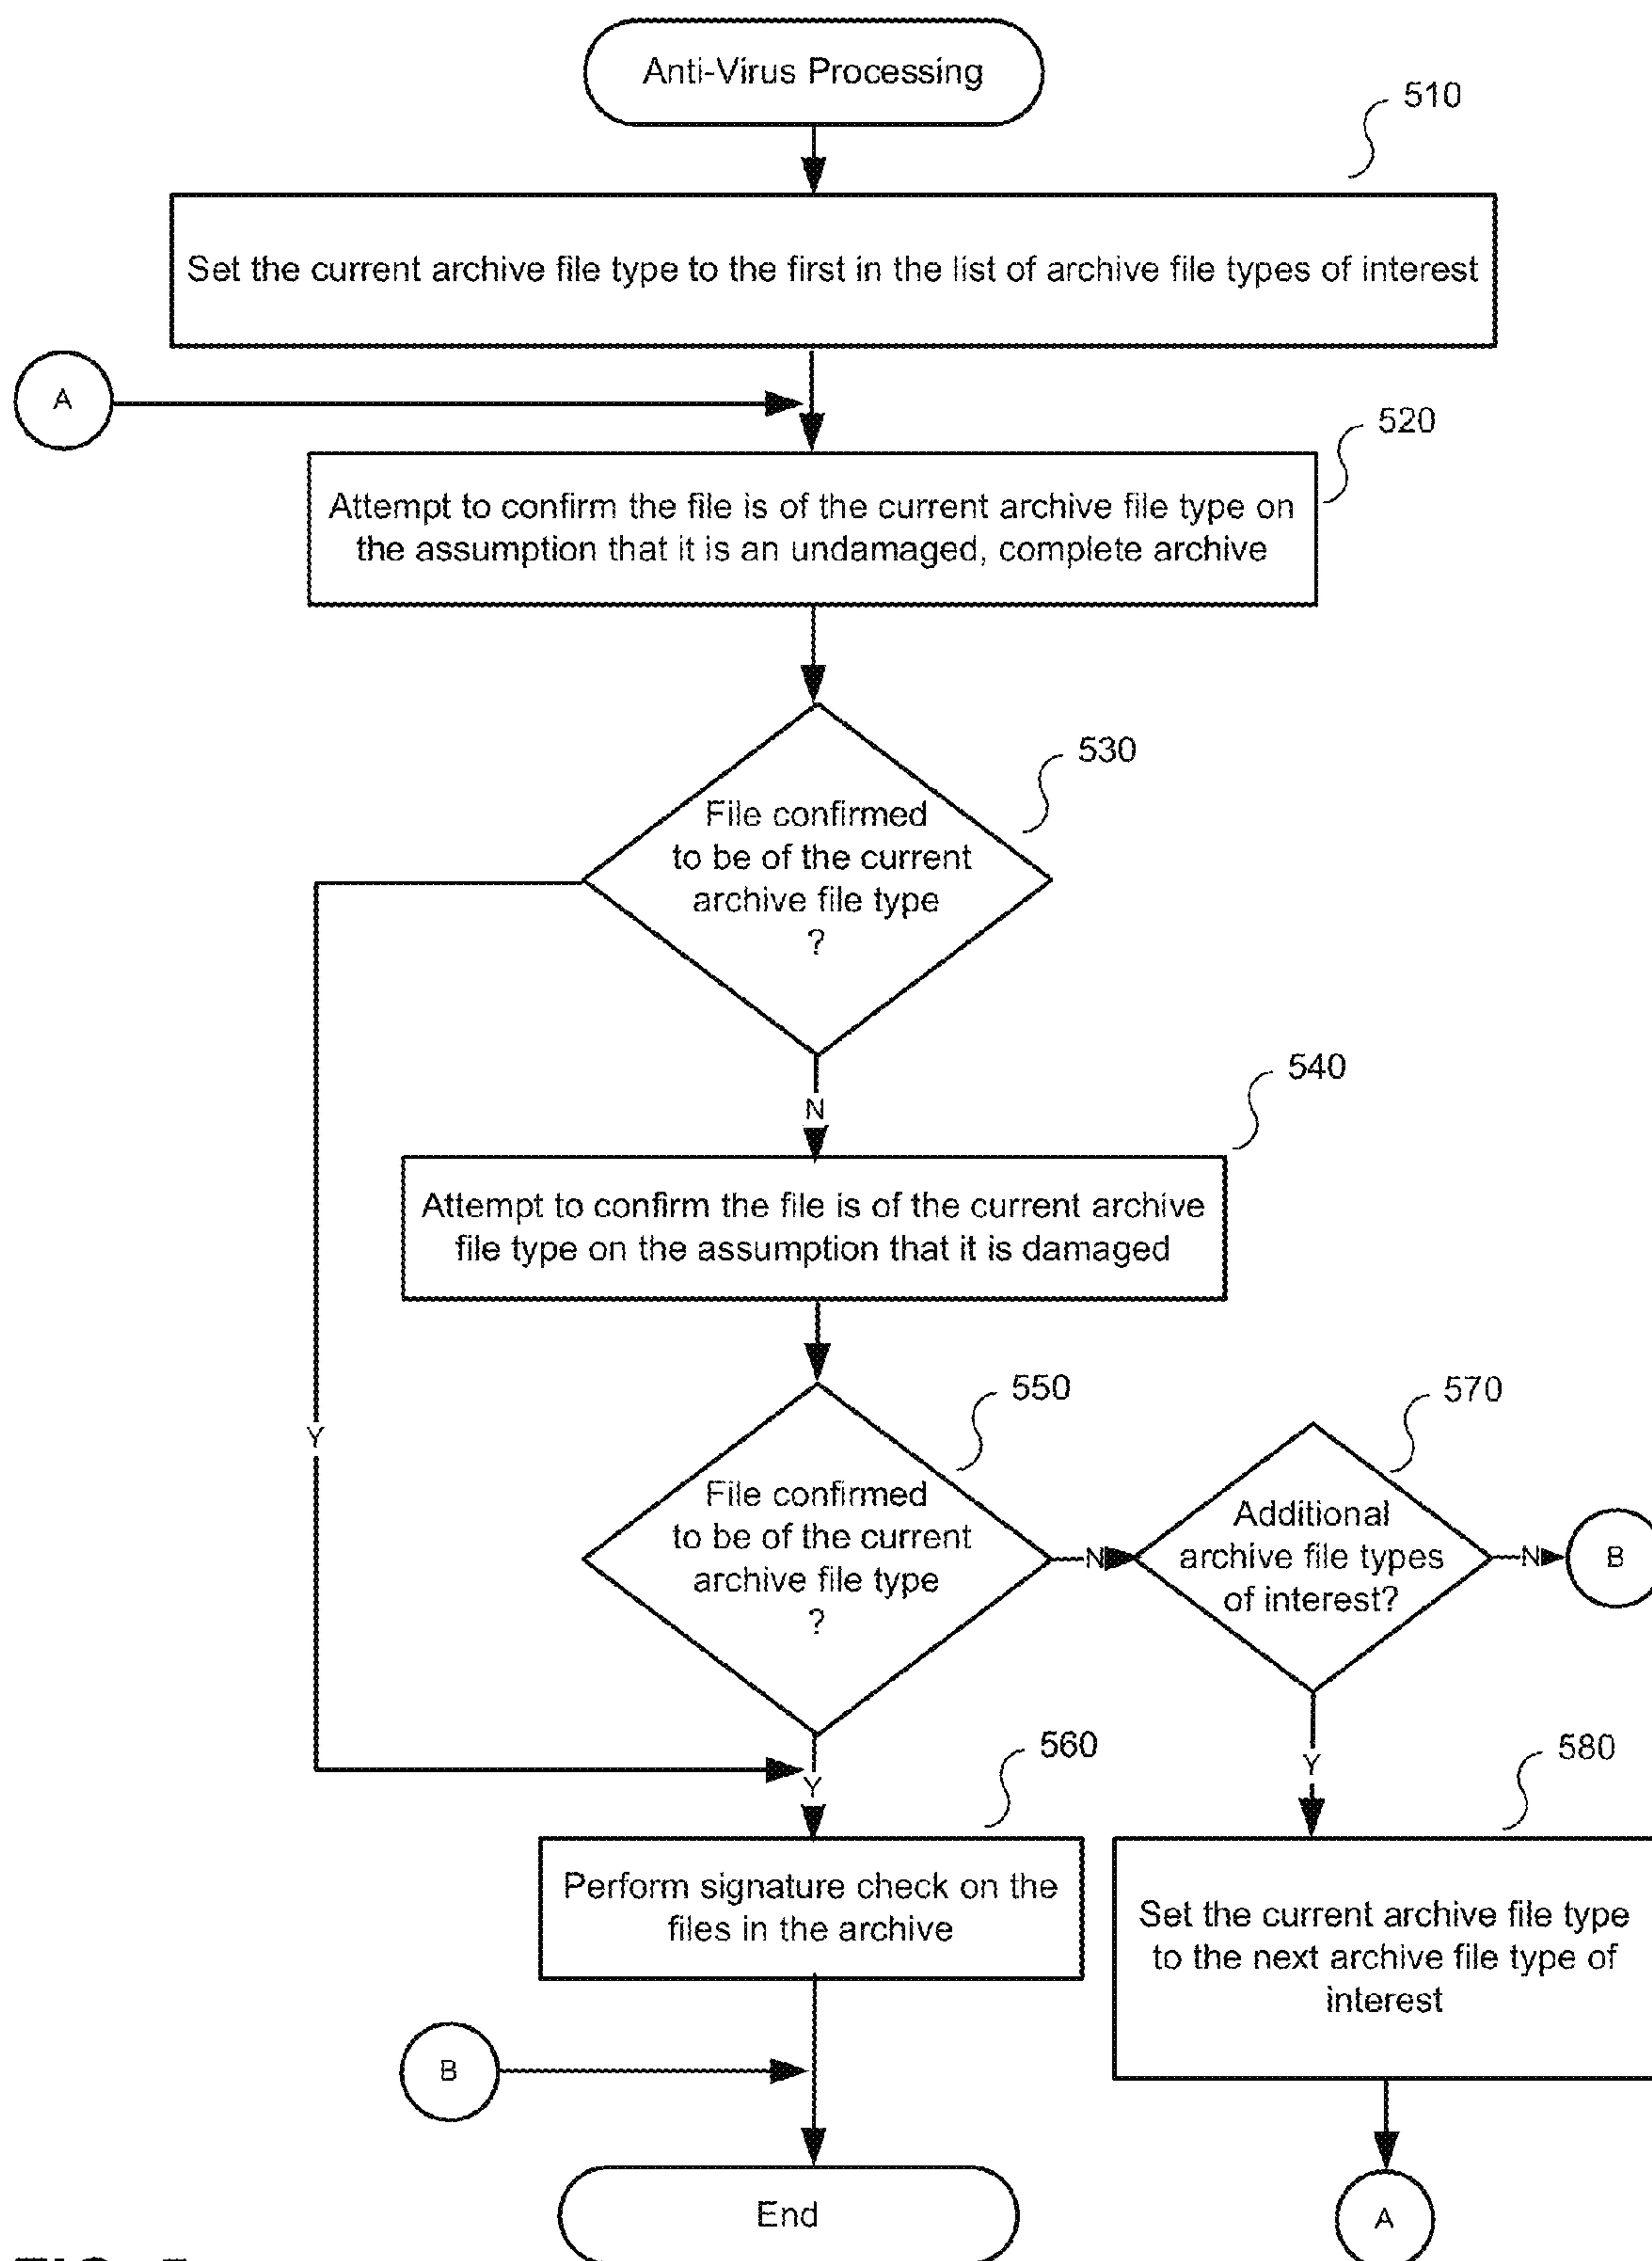 Anti-Virus Processing
510
Set the current archive file type to the first in the list of archive file types of interest
A
520
Attempt to confirm the file is of the current archive file type on
the assumption that it is an undamaged, complete archive
530
File confirmed
to be of the current
archive file type
?
N
540
Attempt to confirm the file is of the current archive
file type on the assumption that it is damaged
Y
550
File confirmed
to be of the current
archive file type
?
N
570
Additional
archive file types
of interest?
N
B
Y
560
Perform signature check on the
files in the archive
Y
580
Set the current archive file type
to the next archive file type of
interest
B
End
A